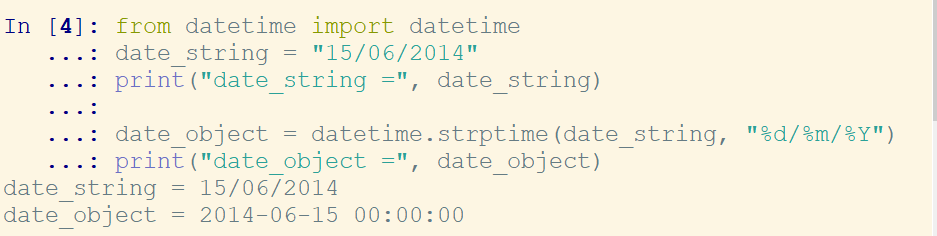 In [4]: from datetime import datetime
   ...: date_string = "15/06/2014"
   ...: print("date_string =", date_string)
   ...:
   ...: date_object = datetime.strptime(date_string, "%d/%m/%Y")
   ...: print("date_object =", date_object)
date_string = 15/06/2014
date_object = 2014-06-15 00:00:00